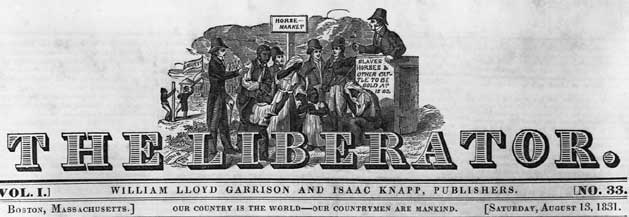 HORSE—
MARKET
SLAVES
HORSES &
OTHER CAT-
TLE TO BE
SOLD AT
12 OC.
THE LIBERATOR.
VOL. I.] WILLIAM LLOYD GARRISON AND ISAAC KNAPP, PUBLISHERS. [NO. 33.
BOSTON, MASSACHUSETTS.] OUR COUNTRY IS THE WORLD—OUR COUNTRYMEN ARE MANKIND. [SATURDAY, AUGUST 13, 1831.